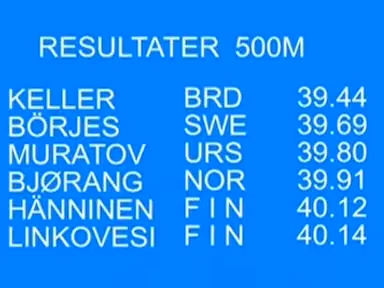 RESULTATER 500M
KELLER BRD 39.44
BÖRJES SWE 39.69
MURATOV URS 39.80
BJØRANG NOR 39.91
HÄNNINEN FIN 40.12
LINKOVESI FIN 40.14